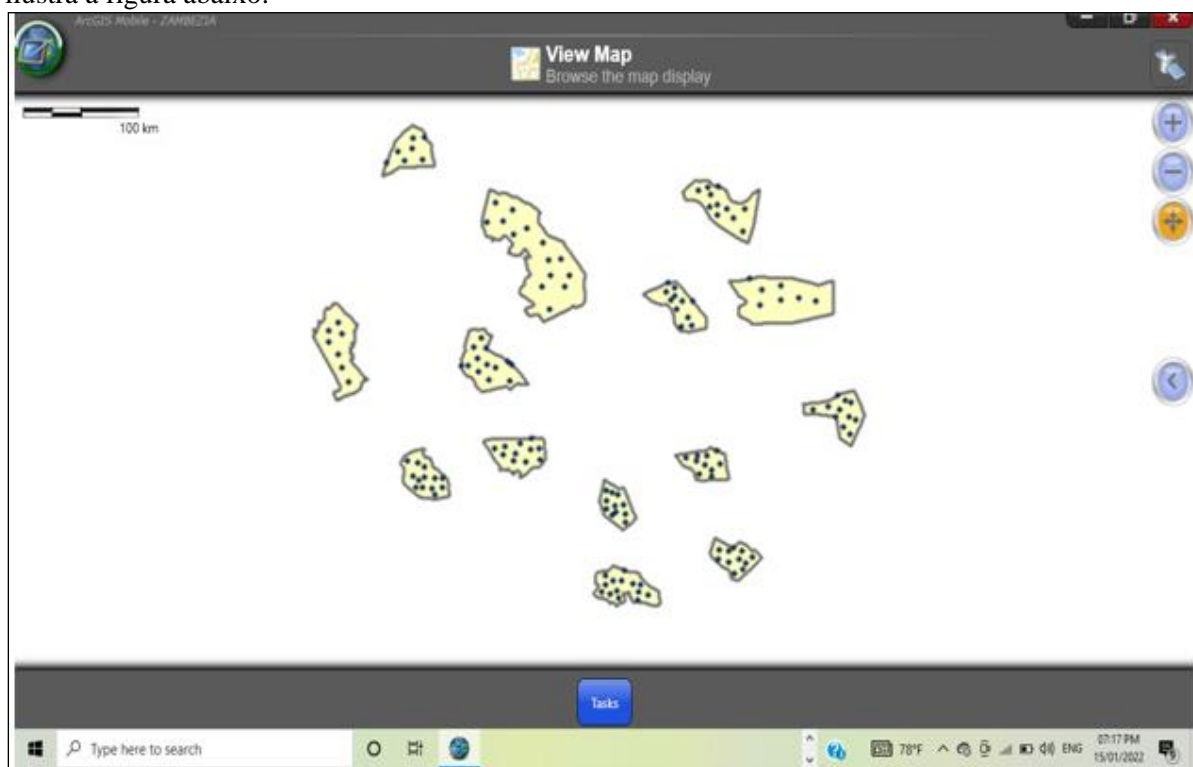 ilustra a figura abaixo:
ArcGIS Mobile - ZAMBEZIA
View Map
Browse the map display
100 km
Tasks
Type here to search
78°F
ENG
07:17 PM
15/01/2022